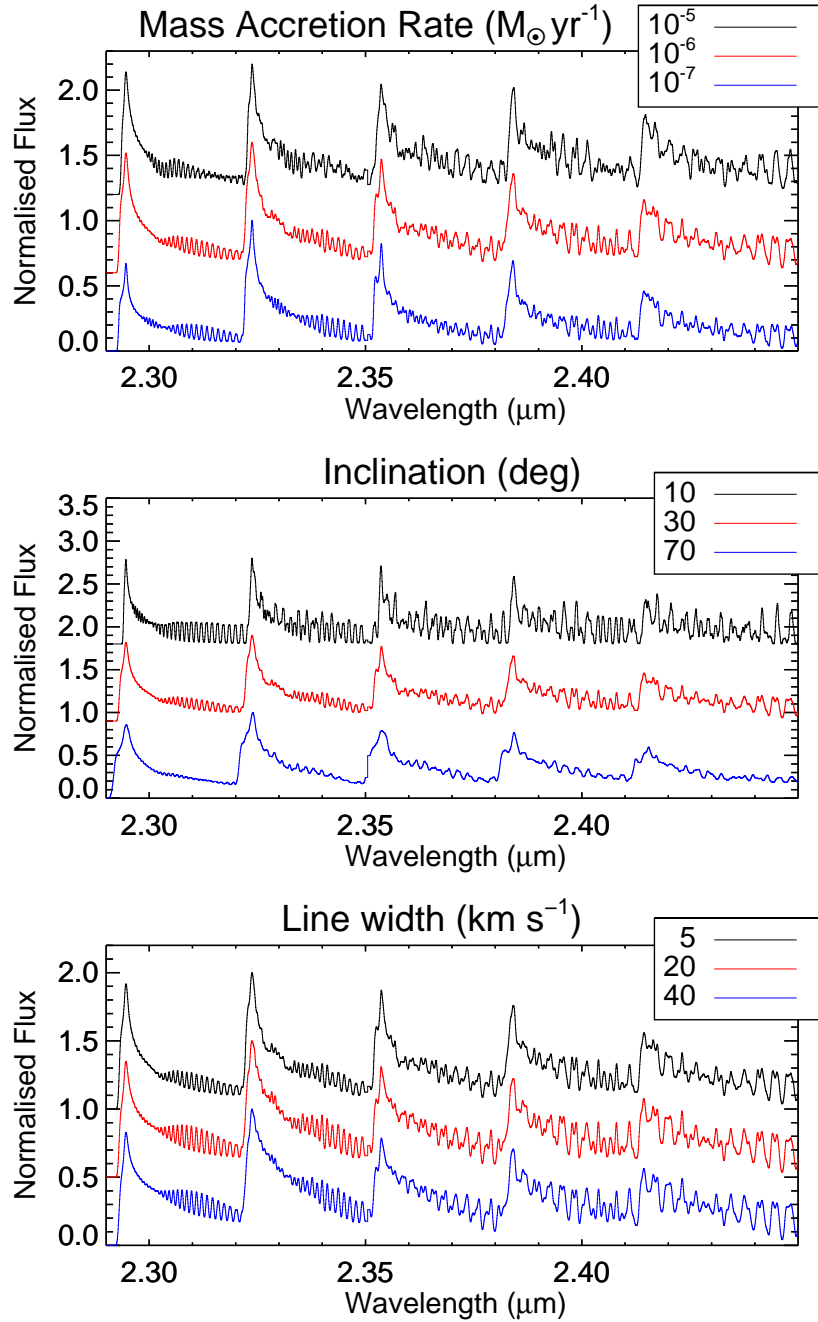 Mass Accretion Rate (M⊙ yr⁻¹)
10⁻⁵
10⁻⁶
10⁻⁷
2.0
1.5
1.0
0.5
0.0
Normalised Flux
2.30 2.35 2.40
Wavelength (μm)
Inclination (deg)
10
30
70
3.5
3.0
2.5
2.0
1.5
1.0
0.5
0.0
Normalised Flux
2.30 2.35 2.40
Wavelength (μm)
Line width (km s⁻¹)
5
20
40
2.0
1.5
1.0
0.5
0.0
Normalised Flux
2.30 2.35 2.40
Wavelength (μm)